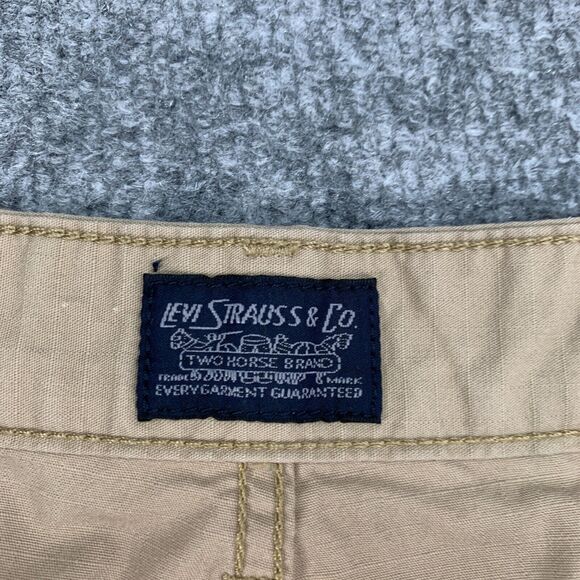 LEVI STRAUSS & CO.
TWO HORSE BRAND
TRADE MARK
EVERY GARMENT GUARANTEED